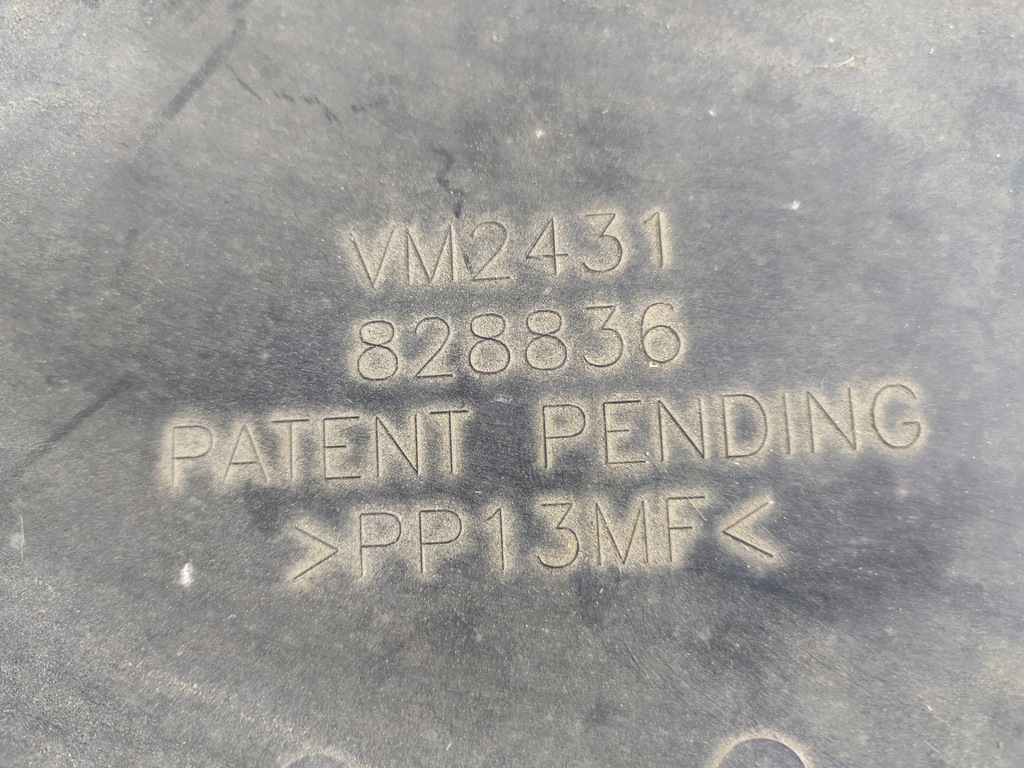 VM2431
828836
PATENT PENDING
>PP13MF<